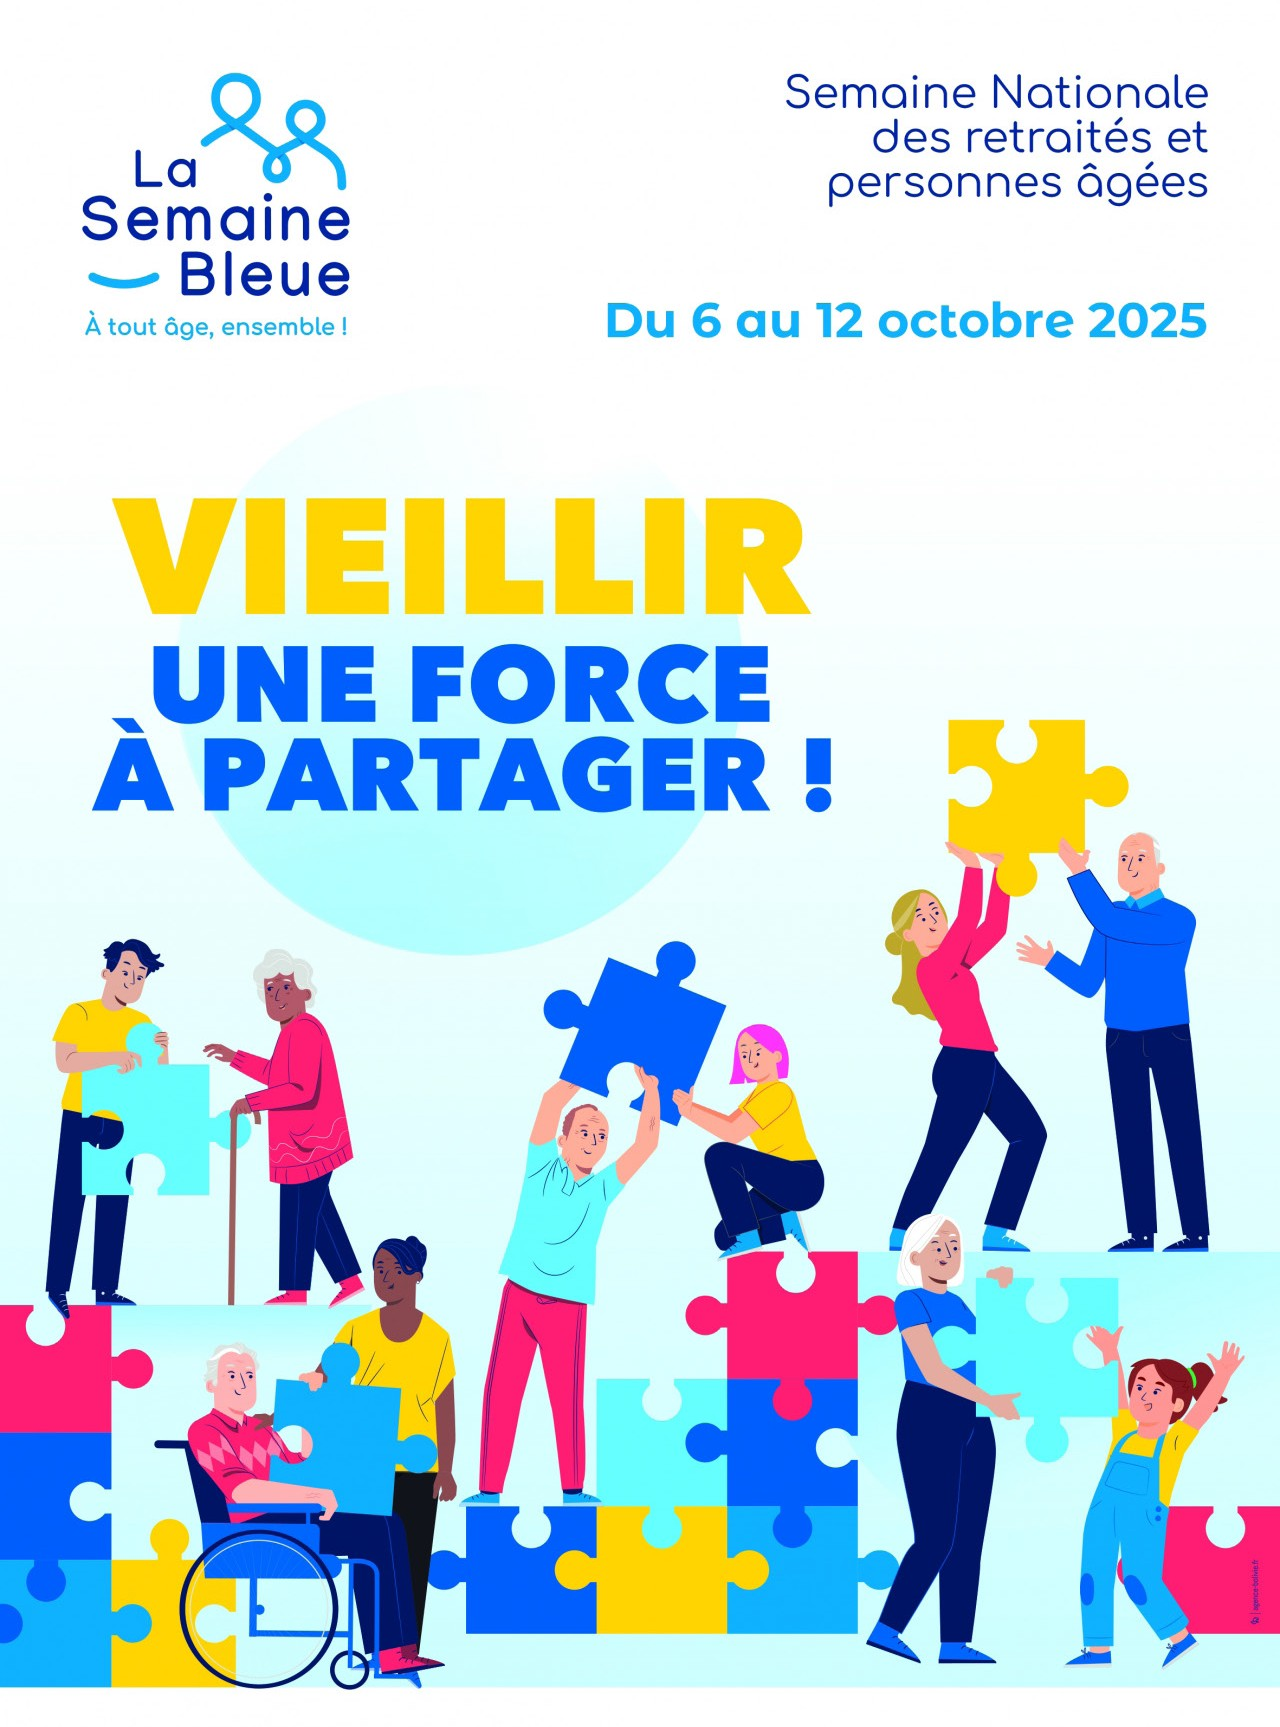 La
Semaine
Bleue
À tout âge, ensemble !
Semaine Nationale
des retraités et
personnes âgées
Du 6 au 12 octobre 2025
VIEILLIR
UNE FORCE
À PARTAGER !